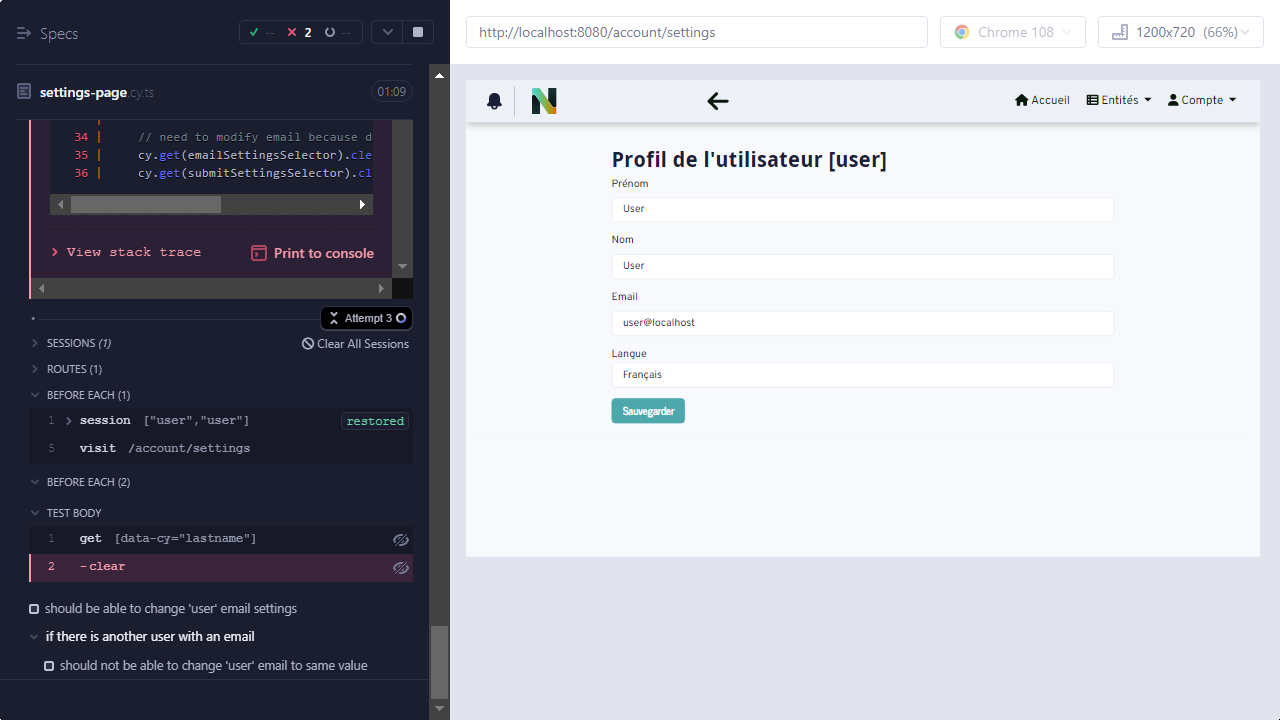 Specs
-- 2 --
settings-page.cy.ts 01:09
34 | // need to modify email because d
35 | cy.get(emailSettingsSelector).cle
36 | cy.get(submitSettingsSelector).cl
View stack trace Print to console
Attempt 3
SESSIONS (1) Clear All Sessions
ROUTES (1)
BEFORE EACH (1)
1 session ["user","user"] restored
5 visit /account/settings
BEFORE EACH (2)
TEST BODY
1 get [data-cy="lastname"]
2 -clear
should be able to change 'user' email settings
if there is another user with an email
should not be able to change 'user' email to same value
http://localhost:8080/account/settings Chrome 108 1200x720 (66%)
Accueil Entités Compte
Profil de l'utilisateur [user]
Prénom
User
Nom
User
Email
user@localhost
Langue
Français
Sauvegarder